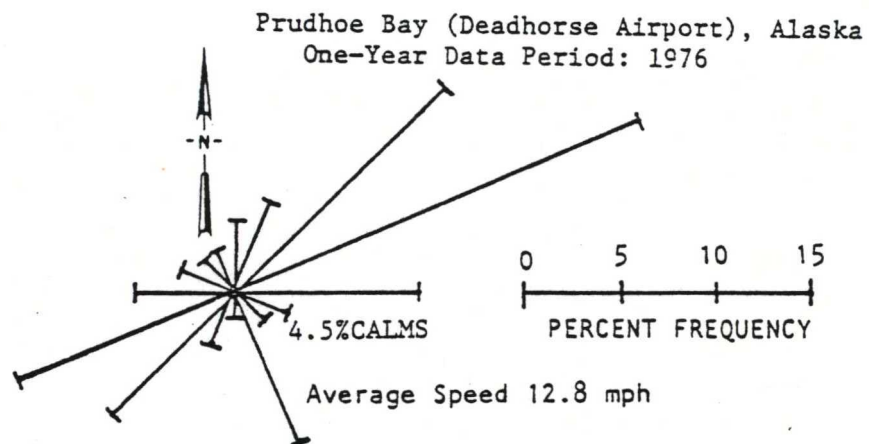 Prudhoe Bay (Deadhorse Airport), Alaska
One-Year Data Period: 1976
-N-
0 5 10 15
4.5%CALMS
PERCENT FREQUENCY
Average Speed 12.8 mph